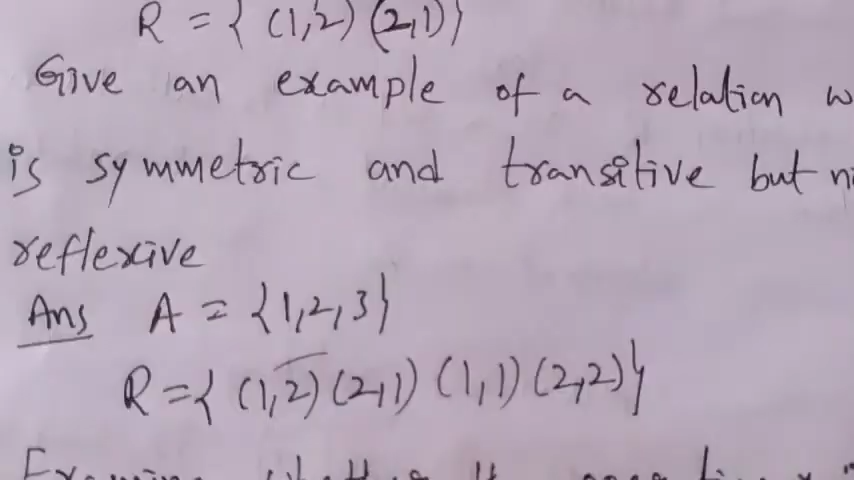 R = { (1,2) (2,1)}
Give an example of a relation
is symmetric and transitive but
reflexive
Ans A = {1,2,3}
R = { (1,2) (2,1) (1,1) (2,2)}